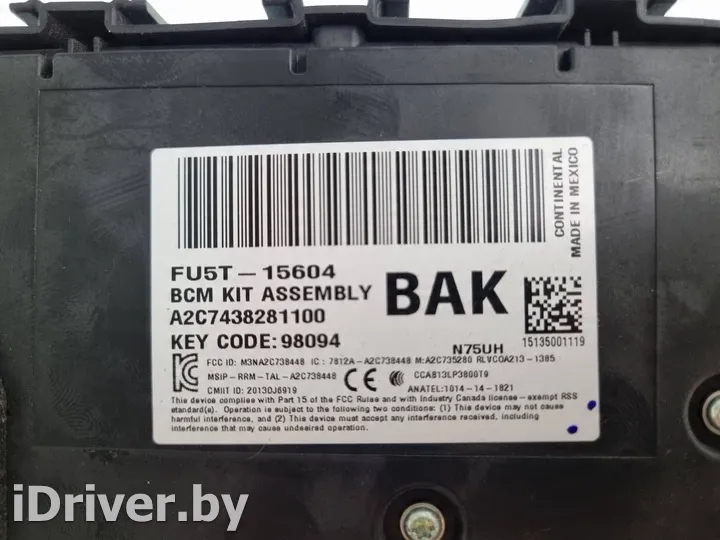 CONTINENTAL
MADE IN MEXICO
FU5T-15604
BCM KIT ASSEMBLY
A2C7438281100
KEY CODE: 98094
BAK
N75UH
15135001119
FCC ID: M3NA2C738448 IC: 7812A-A2C738448 M:A2C735280 RLVCOA213-1385
MSIP-RRM-TAL-A2C738448 CCAB13LP3800T9
CMIIT ID: 2013DJ6919 ANATEL:1014-14-1821
This device complies with Part 15 of the FCC Rules and with Industry Canada license-exempt RSS
standard(s). Operation is subject to the following two conditions: (1) This device may not cause
harmful interference, and (2) This device must accept any interference received, including
interference that may cause undesired operation.
iDriver.by